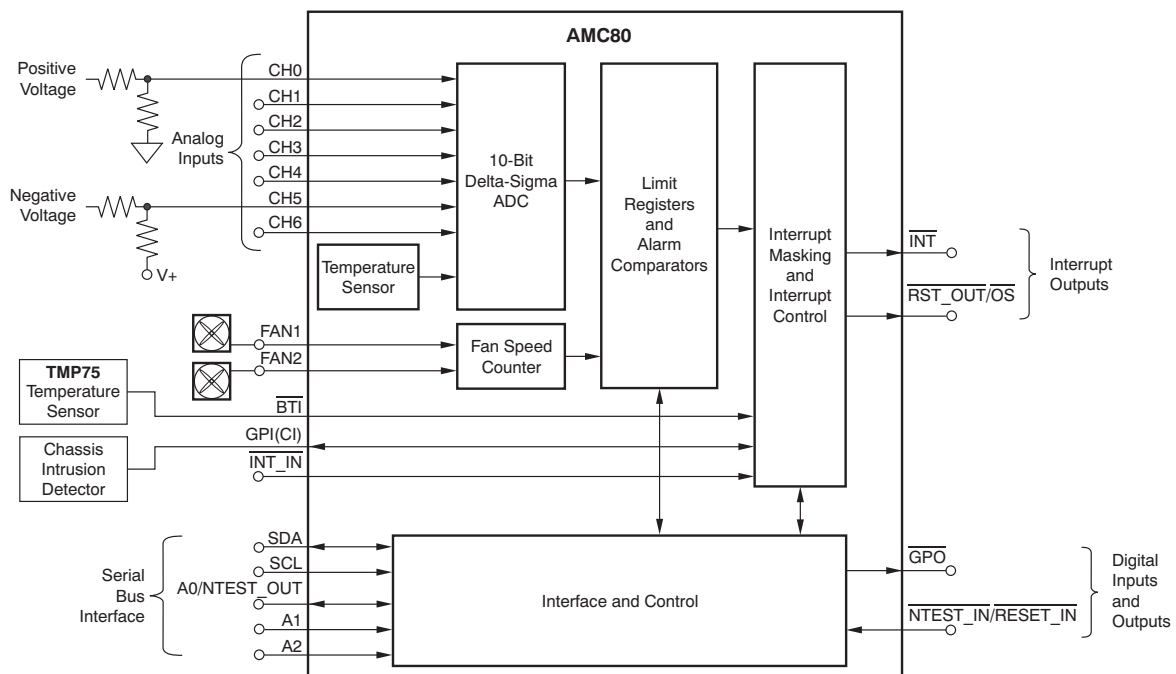 AMC80
Positive
Voltage
Analog
Inputs
Negative
Voltage
V+
CH0
CH1
CH2
CH3
CH4
CH5
CH6
10-Bit
Delta-Sigma
ADC
Temperature
Sensor
Limit
Registers
and
Alarm
Comparators
Interrupt
Masking
and
Interrupt
Control
INT
RST_OUT/OS
Interrupt
Outputs
FAN1
FAN2
Fan Speed
Counter
TMP75
Temperature
Sensor
BTI
Chassis
Intrusion
Detector
GPI(CI)
INT_IN
Serial
Bus
Interface
SDA
SCL
A0/NTEST_OUT
A1
A2
Interface and Control
GPO
NTEST_IN/RESET_IN
Digital
Inputs
and
Outputs